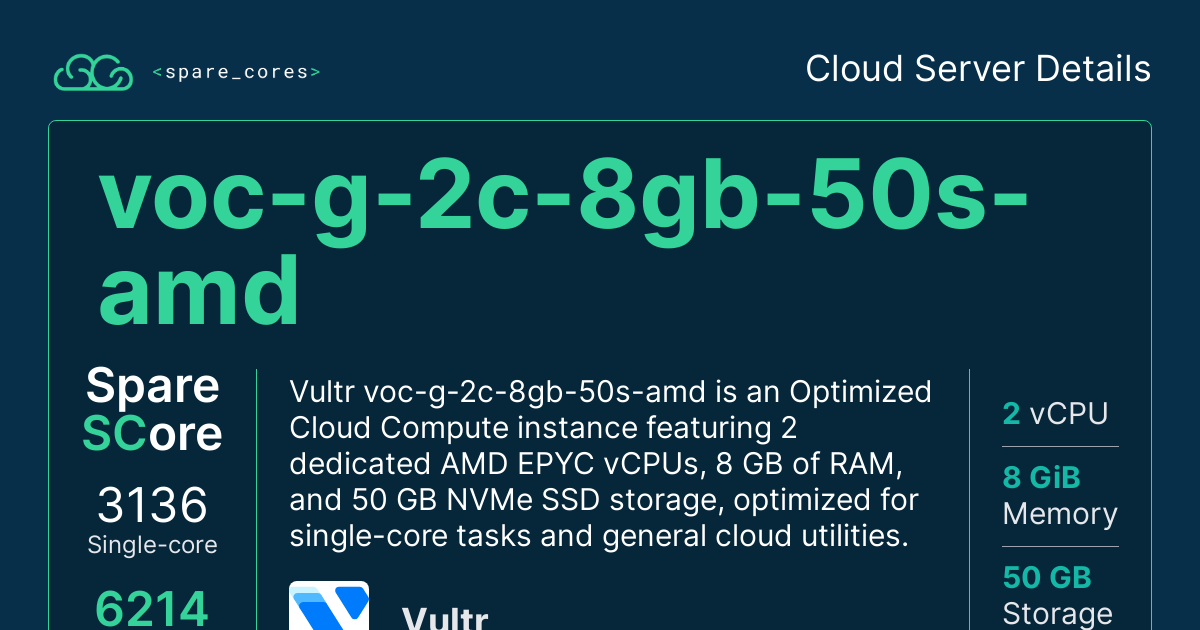 <spare_cores>
Cloud Server Details
voc-g-2c-8gb-50s-
amd
Spare
SCore
3136
Single-core
6214
Vultr voc-g-2c-8gb-50s-amd is an Optimized
Cloud Compute instance featuring 2
dedicated AMD EPYC vCPUs, 8 GB of RAM,
and 50 GB NVMe SSD storage, optimized for
single-core tasks and general cloud utilities.
Vultr
2 vCPU
8 GiB
Memory
50 GB
Storage